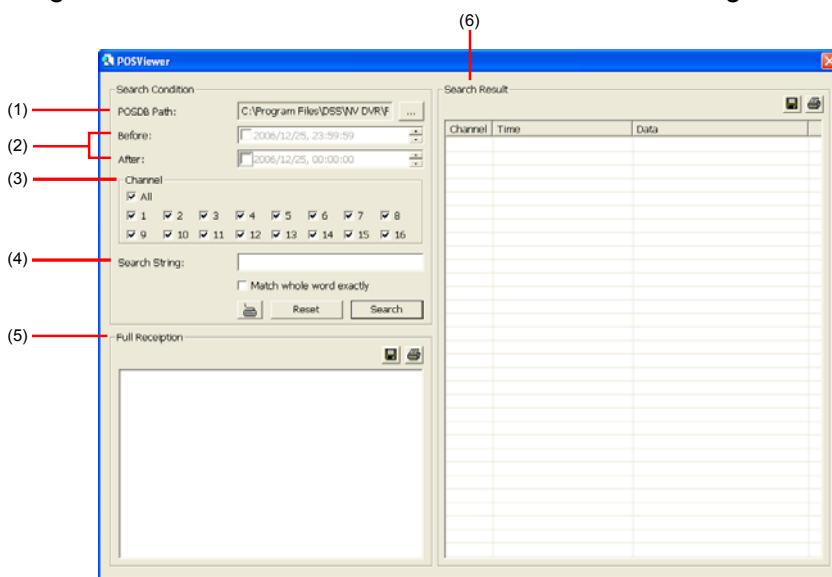 (6)
POSViewer
Search Condition
(1)
POSDB Path:
C:\Program Files\DSS\NV DVR\F
...
(2)
Before:
2006/12/25, 23:59:59
After:
2006/12/25, 00:00:00
(3)
Channel
All
1 2 3 4 5 6 7 8
9 10 11 12 13 14 15 16
(4)
Search String:
Match whole word exactly
Reset
Search
(5)
Full Reception
Search Result
Channel Time Data